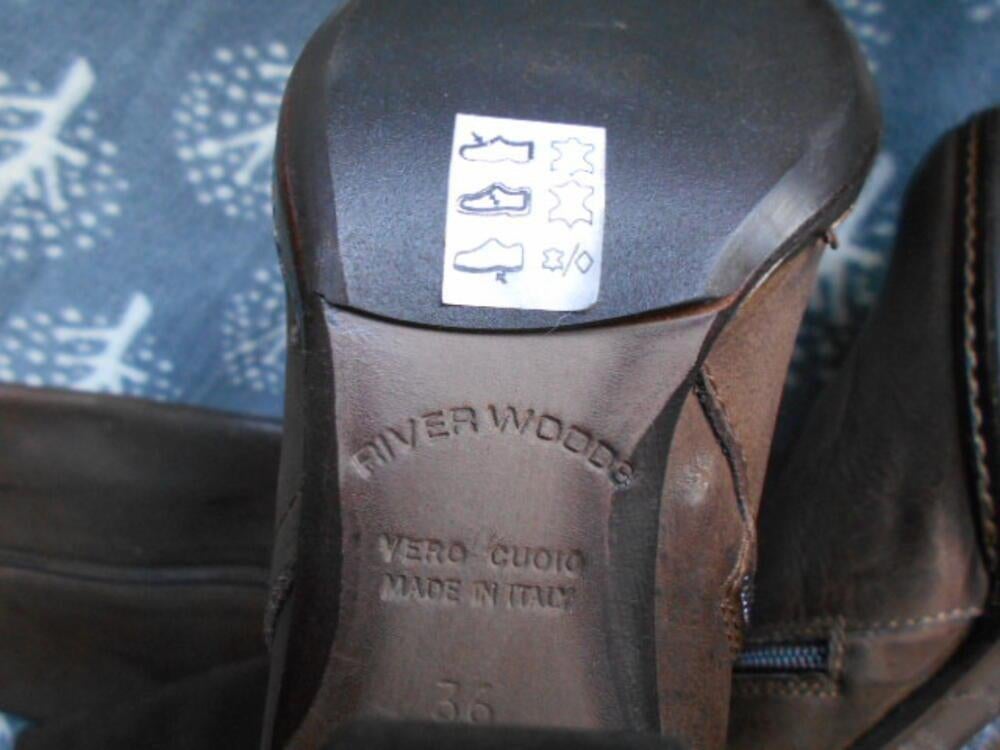 RIVER WOODS
VERO CUOIO
MADE IN ITALY
36